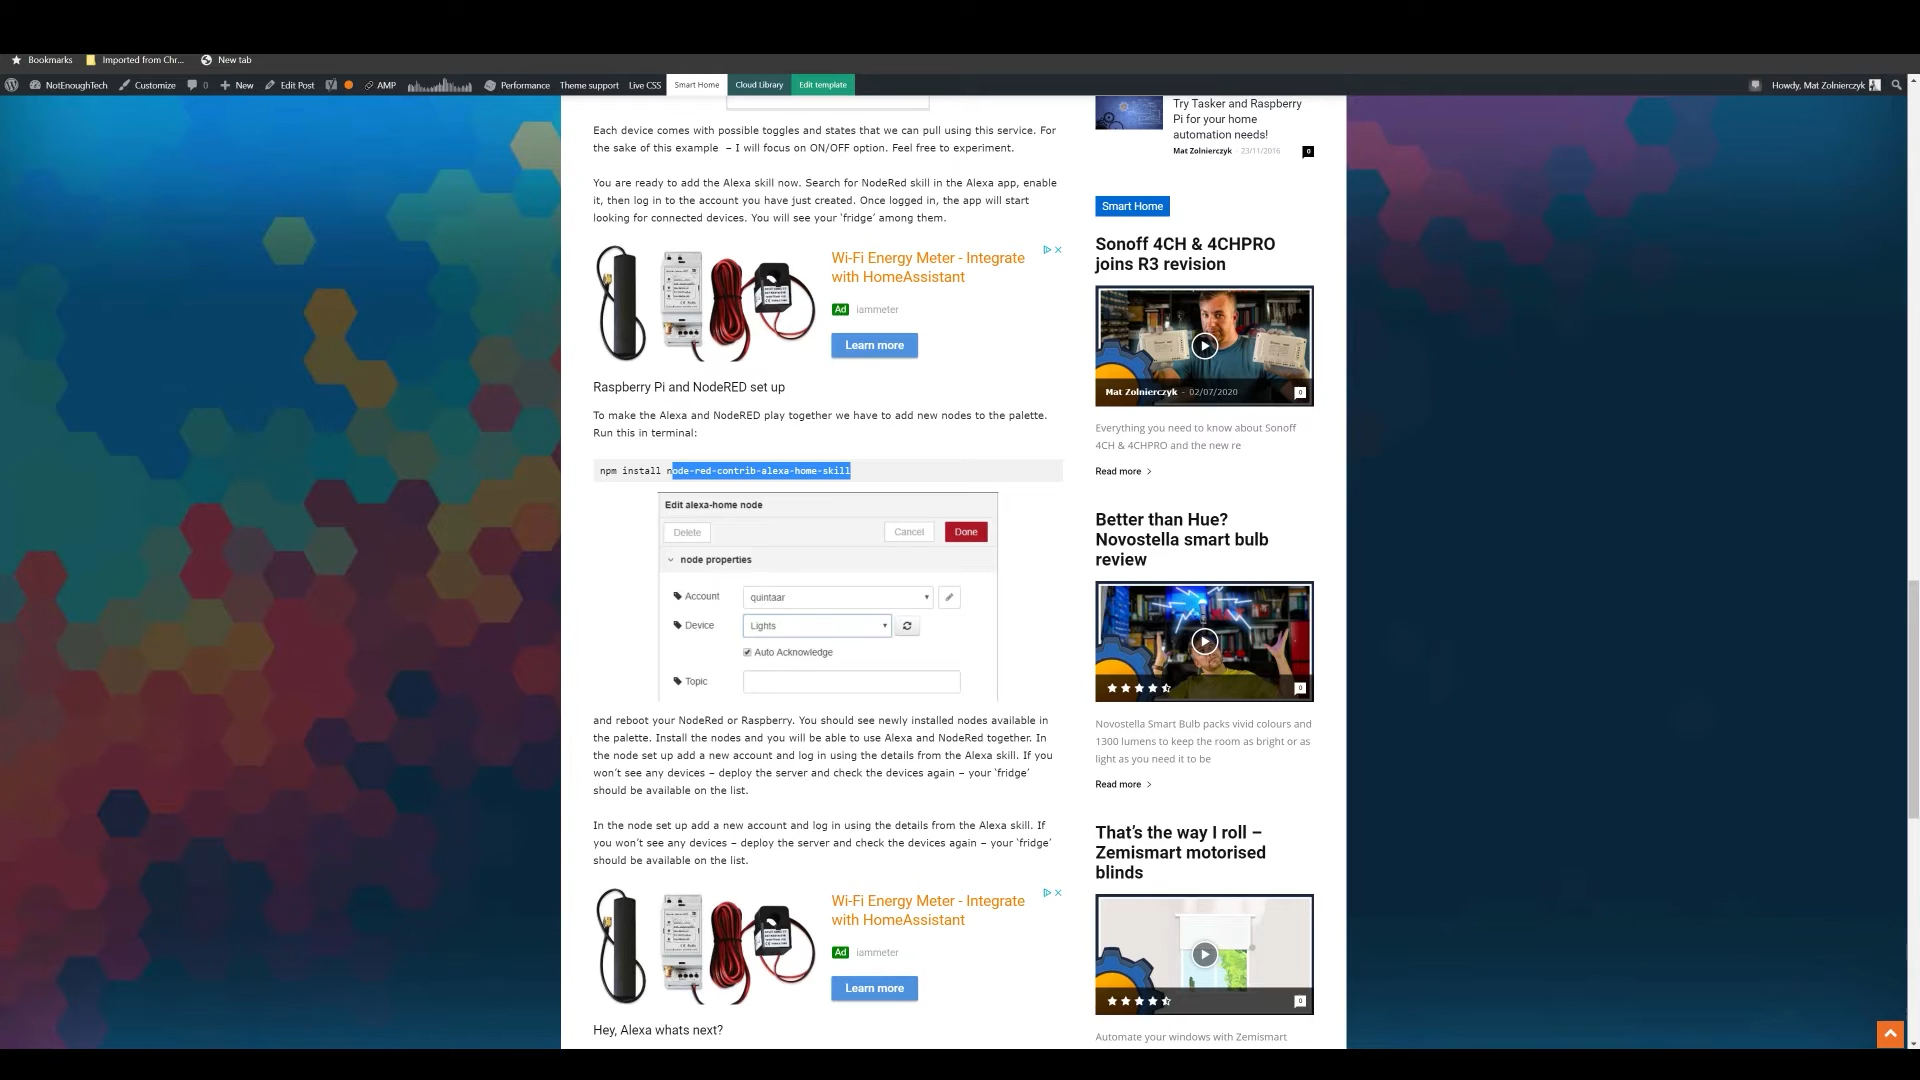 Bookmarks
Imported from Chr...
New tab
NotEnoughTech
Customize
0
New
Edit Post
AMP
Performance
Theme support
Live CSS
Smart Home
Cloud Library
Edit template
Howdy, Mat Zolnierczyk
Each device comes with possible toggles and states that we can pull using this service. For
the sake of this example – I will focus on ON/OFF option. Feel free to experiment.
You are ready to add the Alexa skill now. Search for NodeRed skill in the Alexa app, enable
it, then log in to the account you have just created. Once logged in, the app will start
looking for connected devices. You will see your ‘fridge’ among them.
Wi-Fi Energy Meter - Integrate
with HomeAssistant
Ad iammeter
Learn more
Raspberry Pi and NodeRED set up
To make the Alexa and NodeRED play together we have to add new nodes to the palette.
Run this in terminal:
npm install node-red-contrib-alexa-home-skill
Edit alexa-home node
Delete
Cancel
Done
node properties
Account
quintaar
Device
Lights
Auto Acknowledge
Topic
and reboot your NodeRed or Raspberry. You should see newly installed nodes available in
the palette. Install the nodes and you will be able to use Alexa and NodeRed together. In
the node set up add a new account and log in using the details from the Alexa skill. If you
won’t see any devices – deploy the server and check the devices again – your ‘fridge’
should be available on the list.
In the node set up add a new account and log in using the details from the Alexa skill. If
you won’t see any devices – deploy the server and check the devices again – your ‘fridge’
should be available on the list.
Wi-Fi Energy Meter - Integrate
with HomeAssistant
Ad iammeter
Learn more
Hey, Alexa whats next?
Try Tasker and Raspberry
Pi for your home
automation needs!
Mat Zolnierczyk - 23/11/2016
0
Smart Home
Sonoff 4CH & 4CHPRO
joins R3 revision
Mat Zolnierczyk - 02/07/2020
0
Everything you need to know about Sonoff
4CH & 4CHPRO and the new re
Read more
Better than Hue?
Novostella smart bulb
review
0
Novostella Smart Bulb packs vivid colours and
1300 lumens to keep the room as bright or as
light as you need it to be
Read more
That’s the way I roll –
Zemismart motorised
blinds
0
Automate your windows with Zemismart